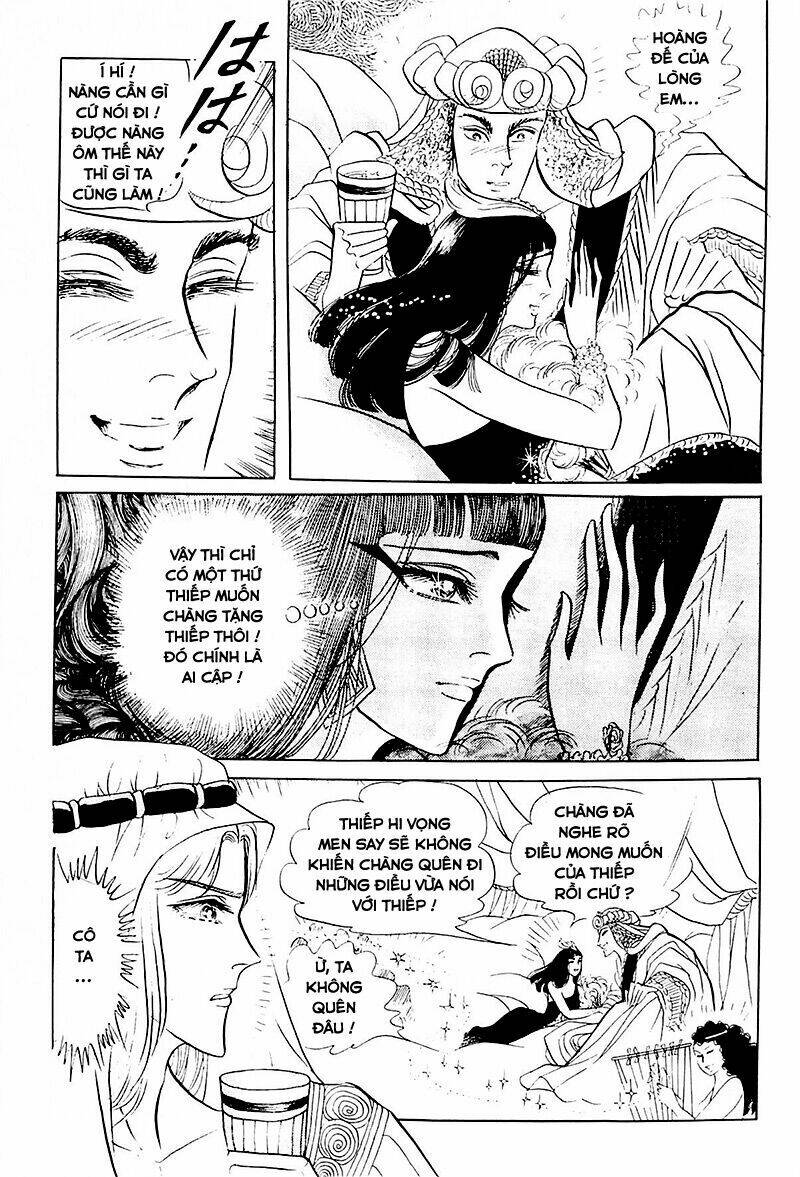 HOÀNG
ĐẾ CỦA
LÒNG
EM...
Í HÍ !
NÀNG CẦN GÌ
CỨ NÓI ĐI !
ĐƯỢC NÀNG
ÔM THẾ NÀY
THÌ GÌ TA
CŨNG LÀM !
はは…
VẬY THÌ CHỈ
CÓ MỘT THỨ
THIẾP MUỐN
CHÀNG TẶNG
THIẾP THÔI !
ĐÓ CHÍNH LÀ
AI CẬP !
CHÀNG ĐÃ
NGHE RÕ
ĐIỀU MONG MUỐN
CỦA THIẾP
RỒI CHỨ ?
THIẾP HI VỌNG
MEN SAY SẼ KHÔNG
KHIẾN CHÀNG QUÊN ĐI
NHỮNG ĐIỀU VỪA NÓI
VỚI THIẾP !
Ừ, TA
KHÔNG
QUÊN
ĐÂU !
CÔ
TA
...